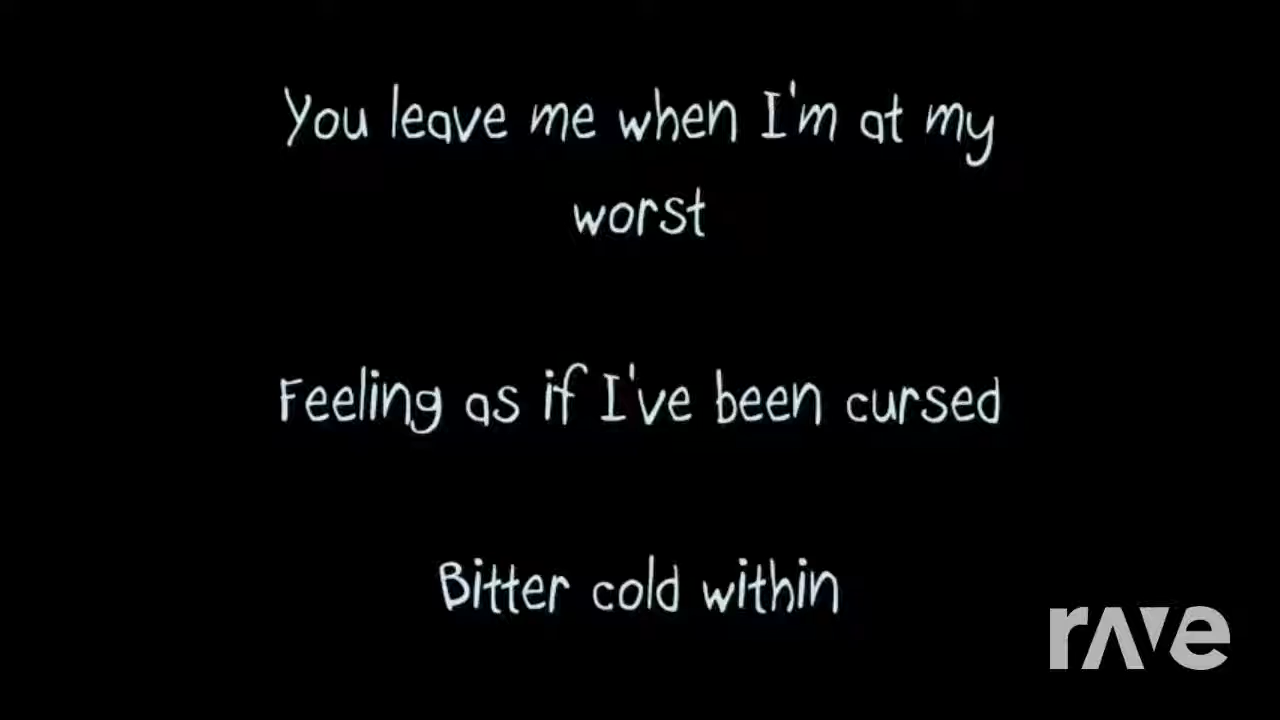 You leave me when I'm at my
worst
Feeling as if I've been cursed
Bitter cold within
rave